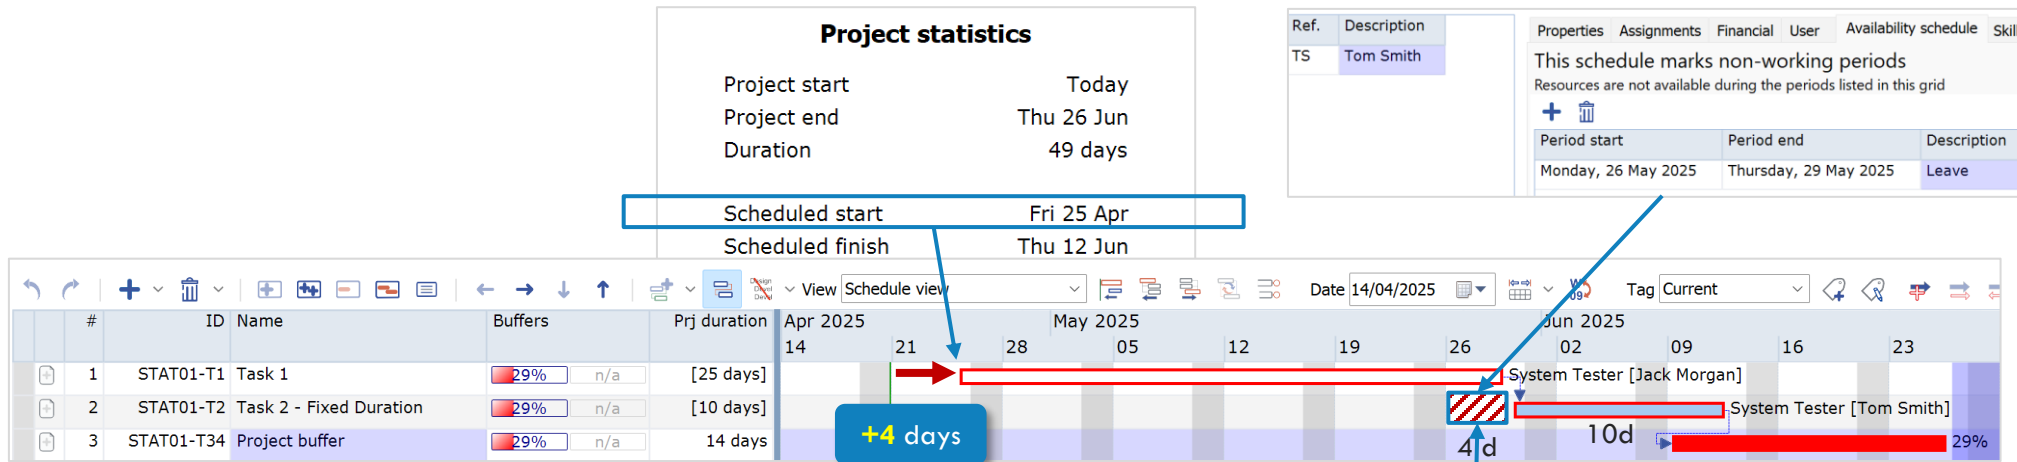 Project statistics
Project start Today
Project end Thu 26 Jun
Duration 49 days
Scheduled start Fri 25 Apr
Scheduled finish Thu 12 Jun
Ref. Description
TS Tom Smith
Properties Assignments Financial User Availability schedule Skil
This schedule marks non-working periods
Resources are not available during the periods listed in this grid
Period start Period end Description
Monday, 26 May 2025 Thursday, 29 May 2025 Leave
View Schedule view Date 14/04/2025 Tag Current
# ID Name Buffers Prj duration Apr 2025 May 2025 Jun 2025
14 21 28 05 12 19 26 02 09 16 23
1 STAT01-T1 Task 1 29% n/a [25 days] System Tester [Jack Morgan]
2 STAT01-T2 Task 2 - Fixed Duration 29% n/a [10 days] System Tester [Tom Smith]
3 STAT01-T34 Project buffer 29% n/a 14 days 29%
+4 days
4 d
10d